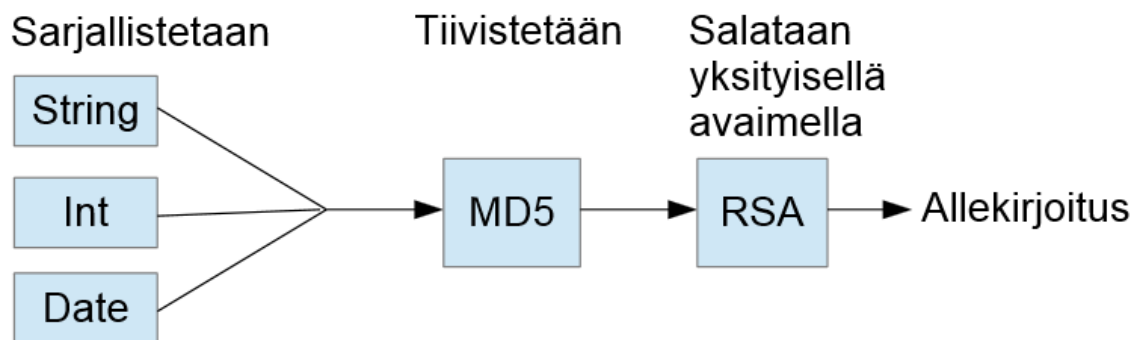 Sarjallistetaan
Tiivistetään
Salataan
yksityisellä
avaimella
String
Int
Date
MD5
RSA
Allekirjoitus